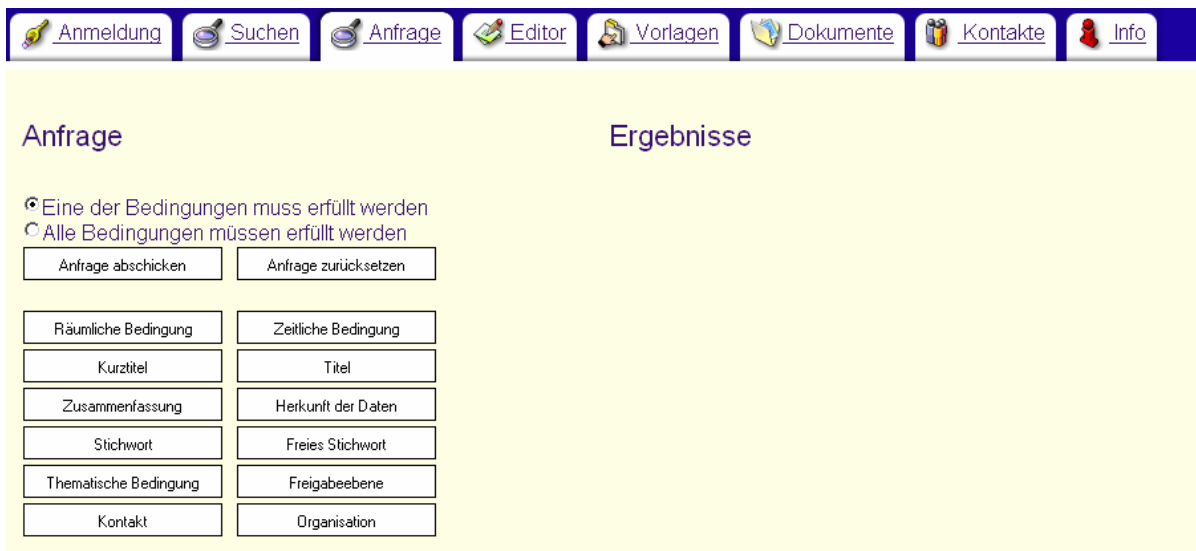 Anmeldung Suchen Anfrage Editor Vorlagen Dokumente Kontakte Info
Anfrage Ergebnisse
Eine der Bedingungen muss erfüllt werden
Alle Bedingungen müssen erfüllt werden
Anfrage abschicken Anfrage zurücksetzen
Räumliche Bedingung Zeitliche Bedingung
Kurztitel Titel
Zusammenfassung Herkunft der Daten
Stichwort Freies Stichwort
Thematische Bedingung Freigabeebene
Kontakt Organisation